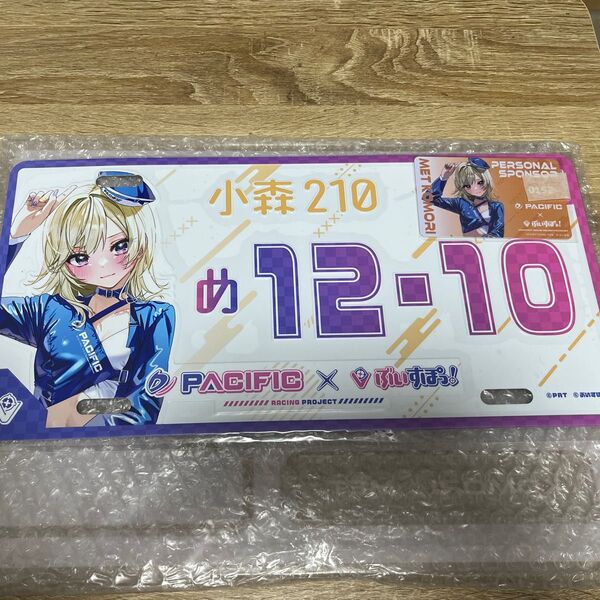 小森 210
め 12-10
PACIFIC × ぶいすぽっ!
RACING PROJECT
©PRT
PACIFIC
MET KOMORI
PERSONAL
SPONSOR
PACIFIC
×
ぶいすぽっ!